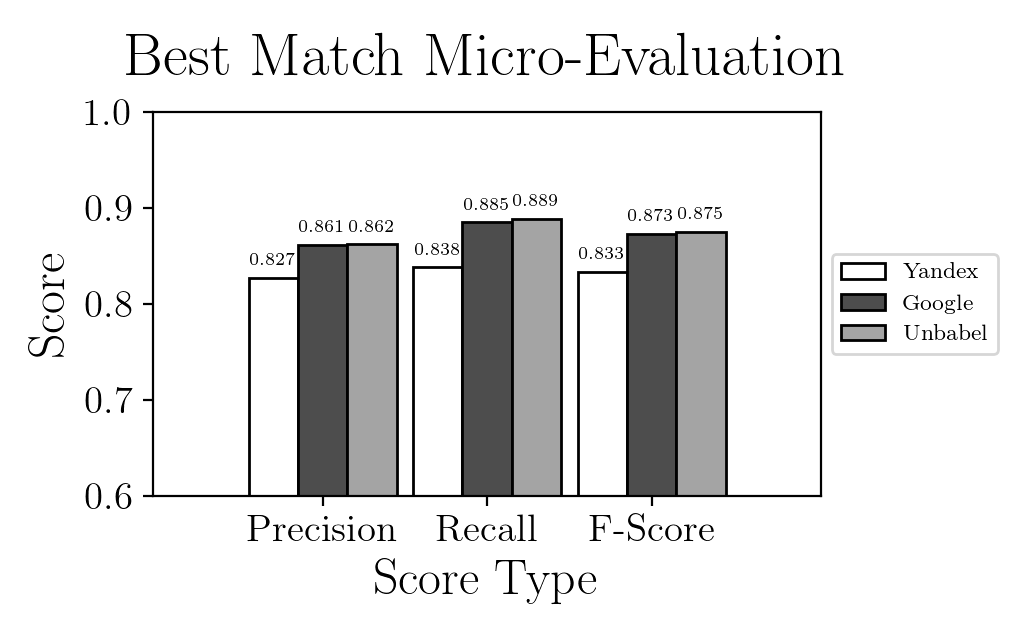 Best Match Micro-Evaluation
1.0
0.9
0.8
0.7
0.6
Score
0.827 0.861 0.862
0.838 0.885 0.889
0.833 0.873 0.875
Precision Recall F-Score
Score Type
Yandex
Google
Unbabel